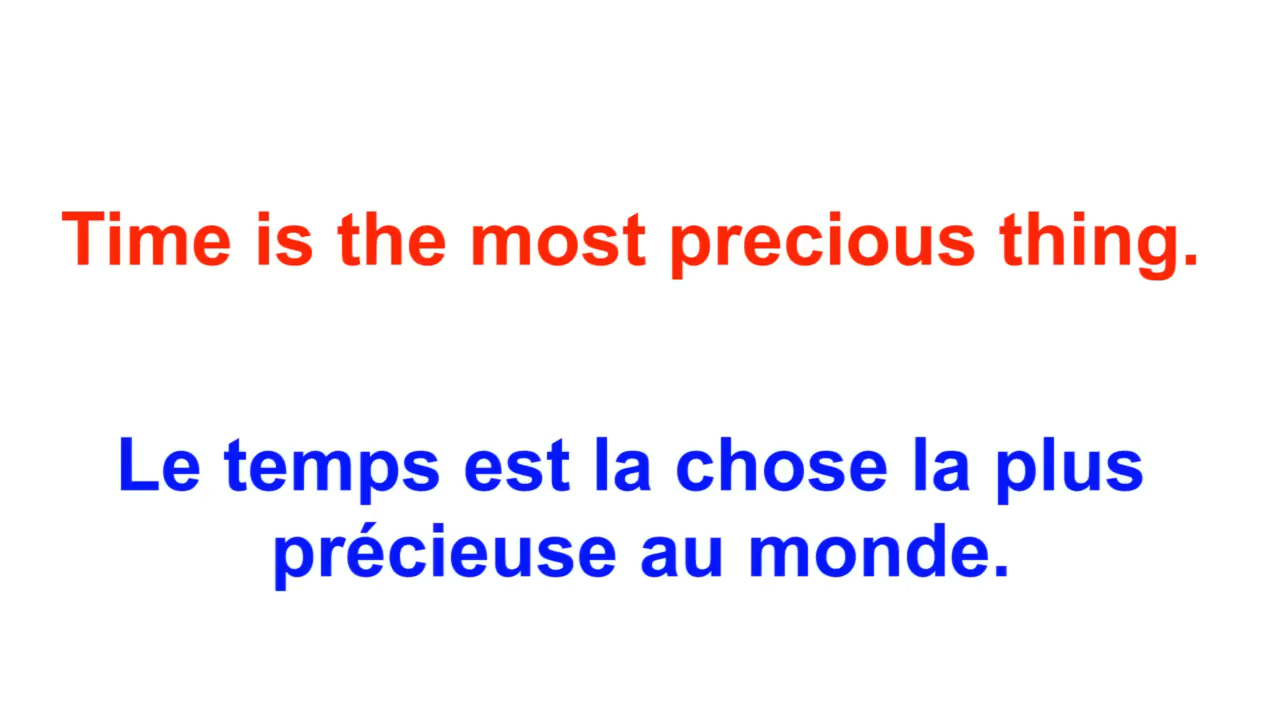 Time is the most precious thing.
Le temps est la chose la plus
précieuse au monde.